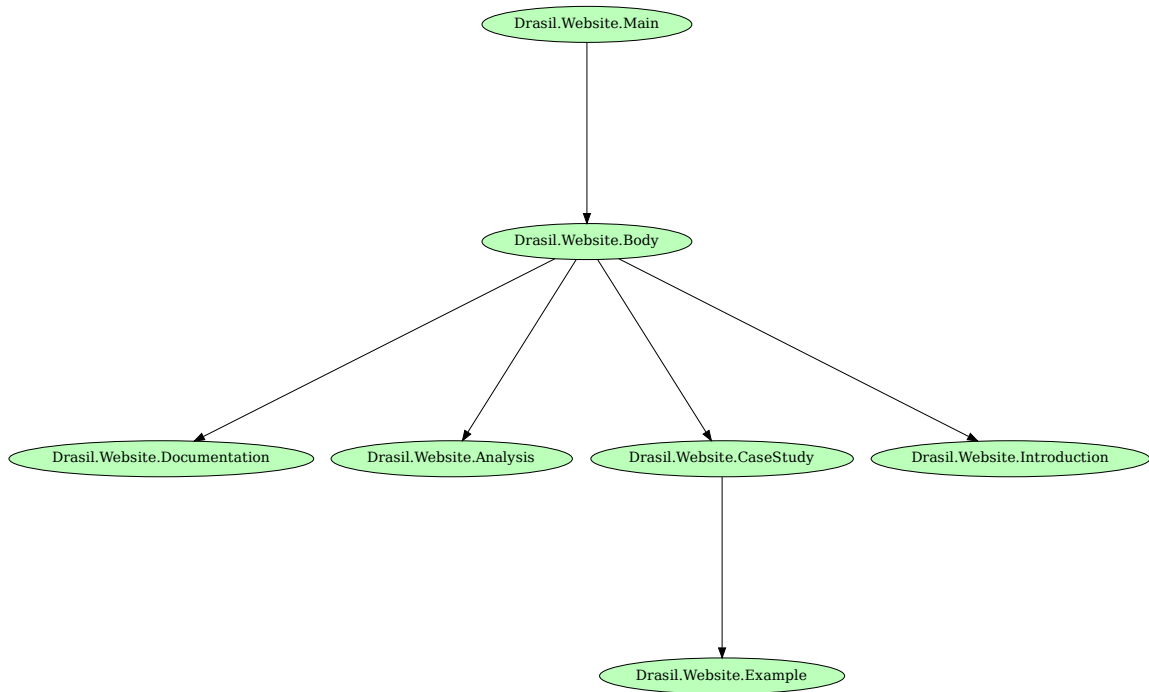 Drasil.Website.Main
Drasil.Website.Body
Drasil.Website.Documentation
Drasil.Website.Analysis
Drasil.Website.CaseStudy
Drasil.Website.Introduction
Drasil.Website.Example